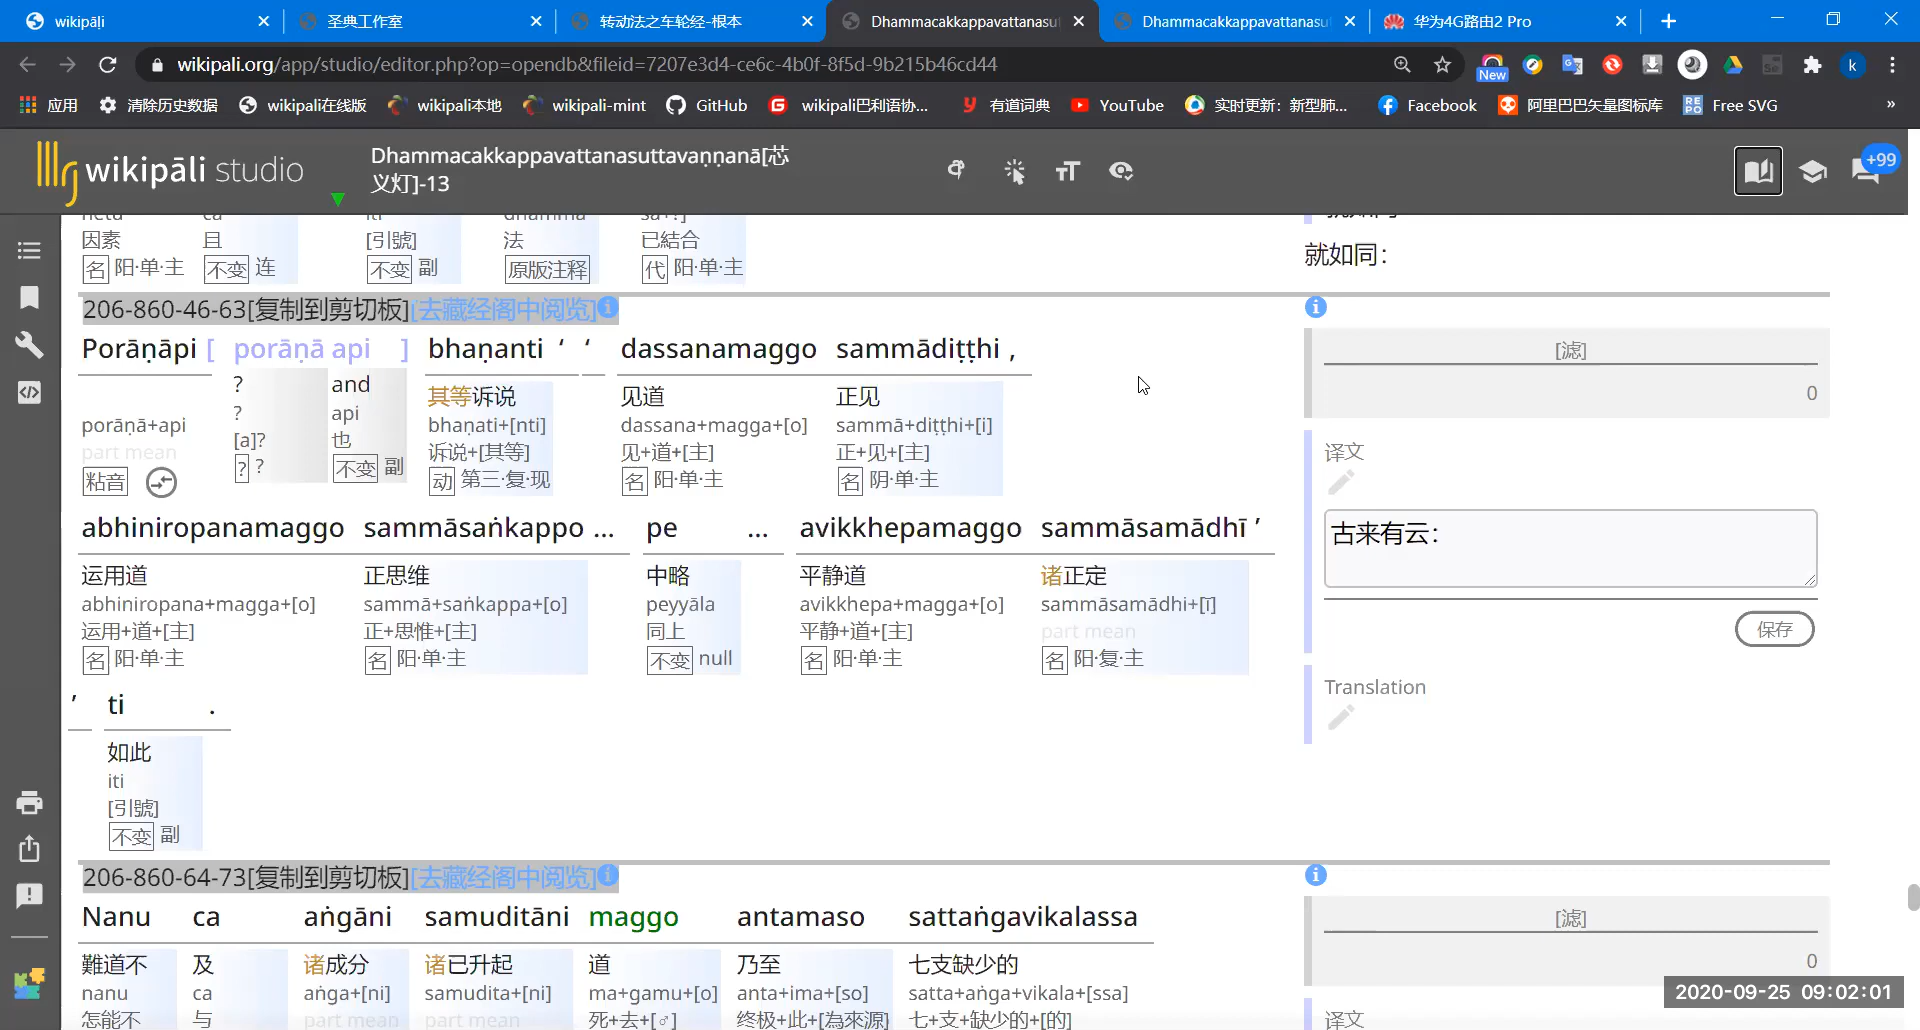 wikipāḷi
圣典工作室
转动法之车轮经-根本
Dhammacakkappavattanasu
Dhammacakkappavattanasu
华为4G路由2 Pro
wikipali.org/app/studio/editor.php?op=opendb&fileid=7207e3d4-ce6c-4b0f-8f5d-9b215b46cd44
New
k
应用
清除历史数据
wikipali在线版
wikipali本地
wikipali-mint
GitHub
wikipali巴利语协...
有道词典
YouTube
实时更新：新型肺...
Facebook
阿里巴巴矢量图标库
Free SVG
»
wikipāli studio
Dhammacakkappavattanasuttavaṇṇanā[芯
义灯]-13
+99
hetu ca iti dhamma sa+?]
因素 且 [引號] 法 已結合
名 阳·单·主 不变 连 不变 副 原版注释 代 阳·单·主
就如同：
206-860-46-63[复制到剪切板][去藏经阁中阅览]
Porāṇāpi [ porāṇā api ] bhaṇanti ‘ ‘ dassanamaggo sammādiṭṭhi ,
? and 其等诉说 见道 正见
porāṇā+api ? api bhaṇati+[nti] dassana+magga+[o] sammā+diṭṭhi+[i]
part mean [a]? 也 诉说+[其等] 见+道+[主] 正+见+[主]
粘音 ? ? 不变 副 动 第三·复·现 名 阳·单·主 名 阴·单·主
[滤]
0
译文
古来有云：
保存
Translation
abhiniropanamaggo sammāsaṅkappo ... pe ... avikkhepamaggo sammāsamādhī ’
运用道 正思维 中略 平静道 诸正定
abhiniropana+magga+[o] sammā+saṅkappa+[o] peyyāla avikkhepa+magga+[o] sammāsamādhi+[ī]
运用+道+[主] 正+思惟+[主] 同上 平静+道+[主] part mean
名 阳·单·主 名 阳·单·主 不变 null 名 阳·单·主 名 阳·复·主
’ ti .
如此
iti
[引號]
不变 副
206-860-64-73[复制到剪切板][去藏经阁中阅览]
Nanu ca aṅgāni samuditāni maggo antamaso sattaṅgavikalassa
難道不 及 诸成分 诸已升起 道 乃至 七支缺少的
nanu ca aṅga+[ni] samudita+[ni] ma+gamu+[o] anta+ima+[so] satta+aṅga+vikala+[ssa]
怎能不 与 part mean part mean 死+去+[♂] 终极+此+[為來源] 七+支+缺少的+[的]
[滤]
0
译文
2020-09-25 09:02:01